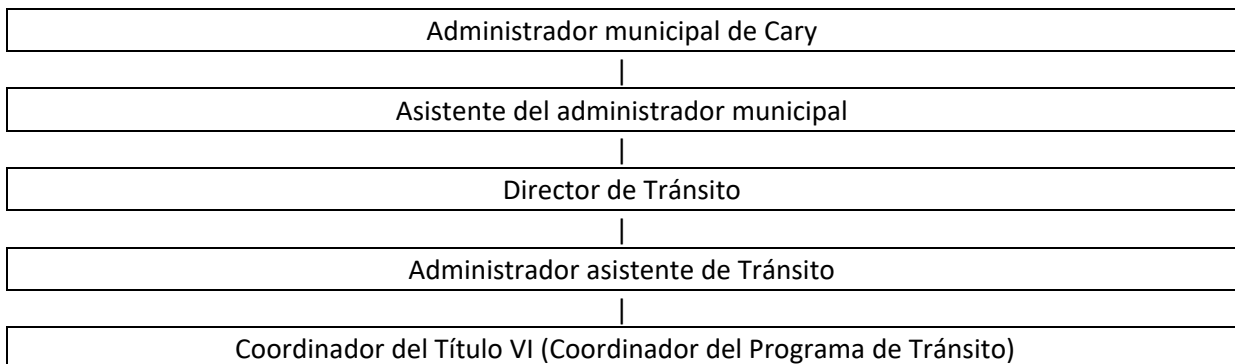 Administrador municipal de Cary
|
Asistente del administrador municipal
|
Director de Tránsito
|
Administrador asistente de Tránsito
|
Coordinador del Título VI (Coordinador del Programa de Tránsito)